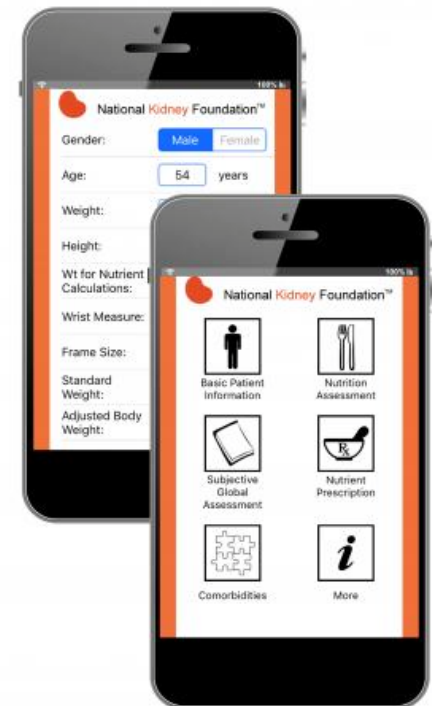 100%
National Kidney Foundation™
Gender: Male Female
Age: 54 years
Weight:
Height:
Wt for Nutrient
Calculations:
Wrist Measure:
Frame Size:
Standard
Weight:
Adjusted Body
Weight:
100%
National Kidney Foundation™
Basic Patient
Information
Nutrition
Assessment
Subjective
Global
Assessment
Rx
Nutrient
Prescription
Comorbidities
i
More